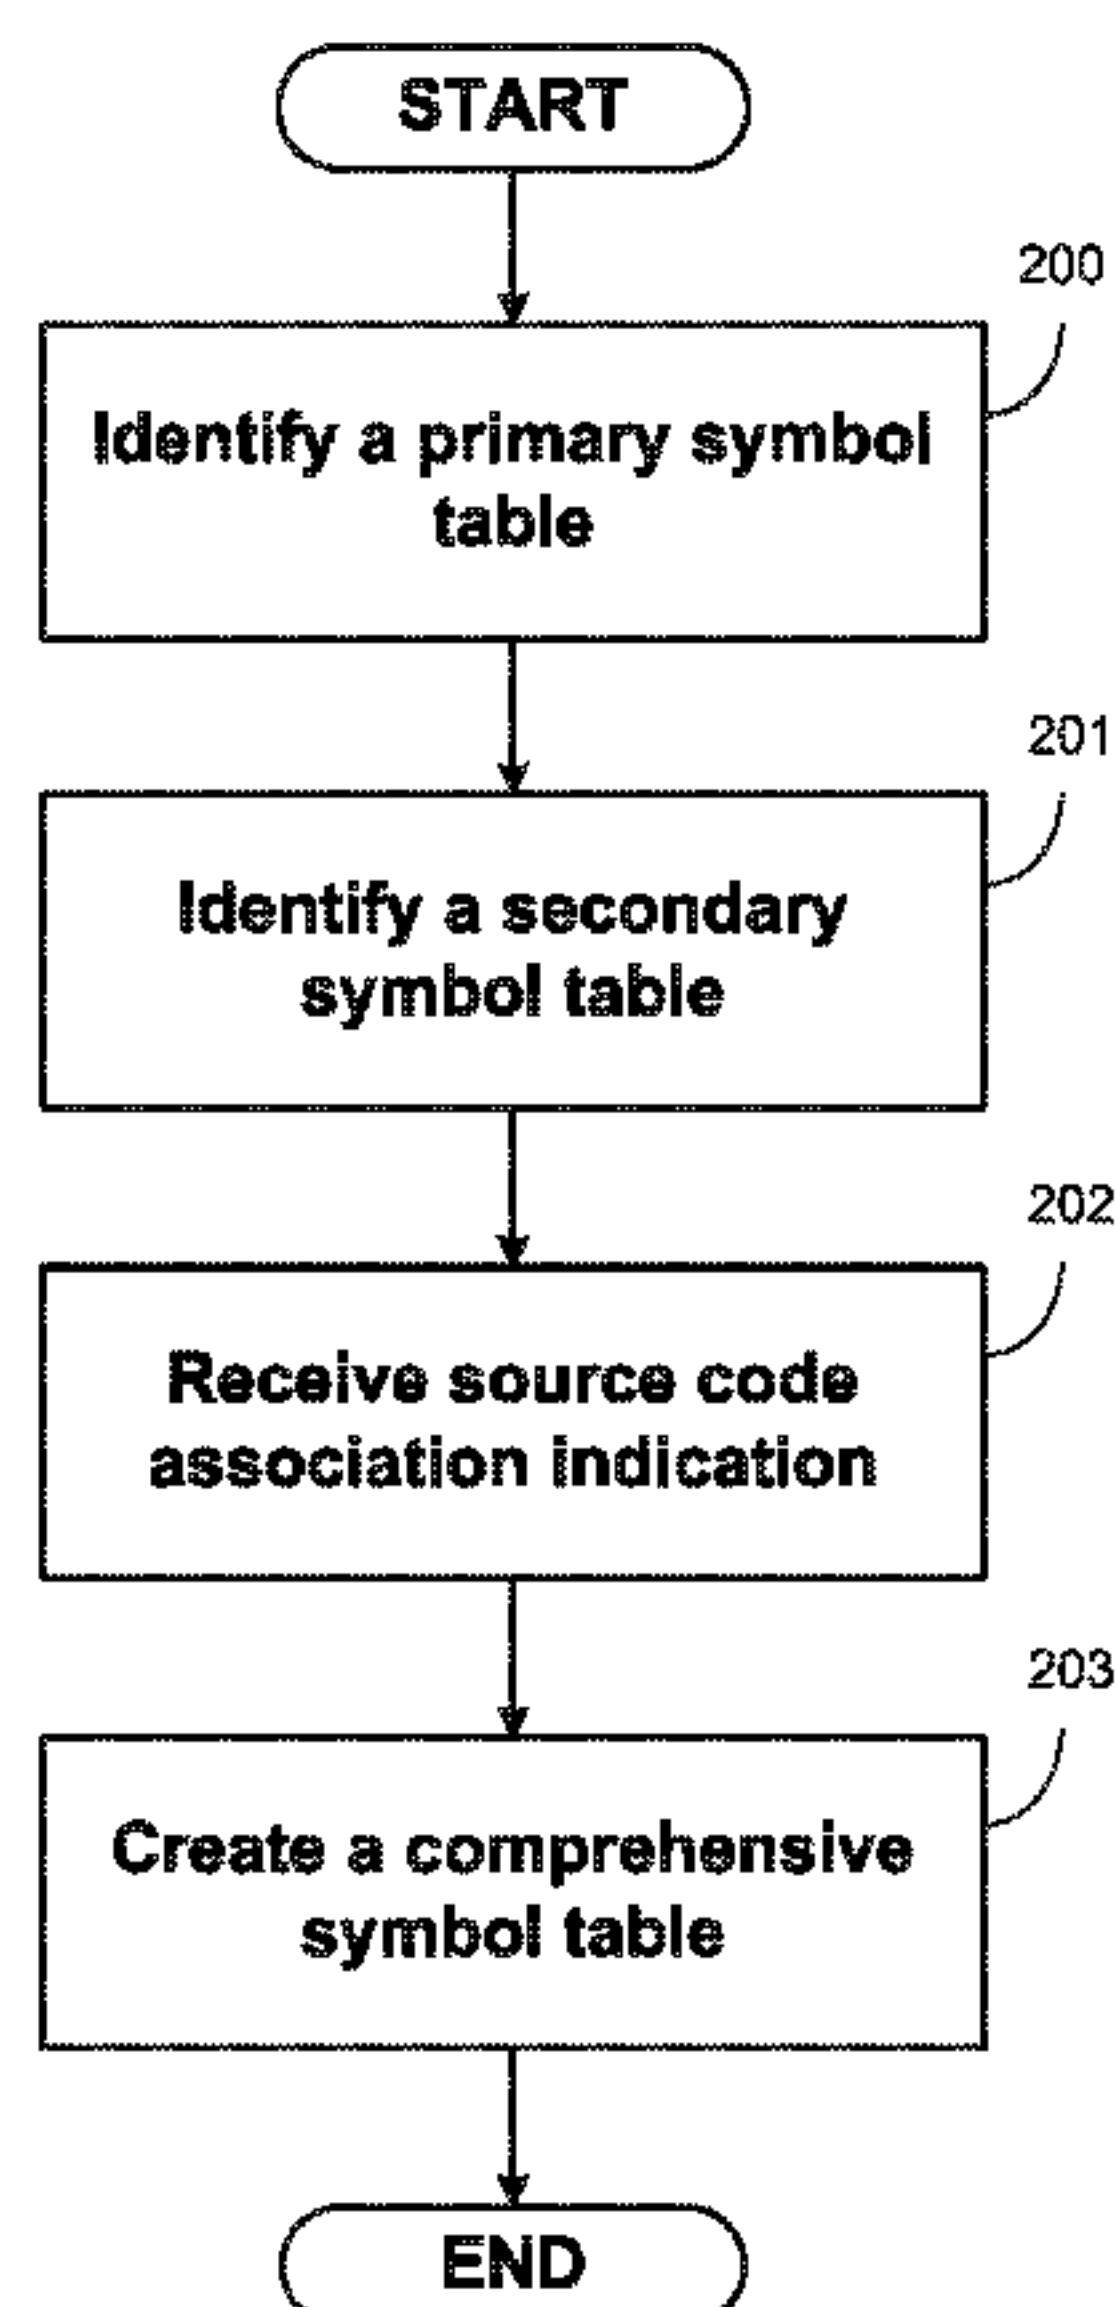 START
200
Identify a primary symbol
table
201
Identify a secondary
symbol table
202
Receive source code
association indication
203
Create a comprehensive
symbol table
END